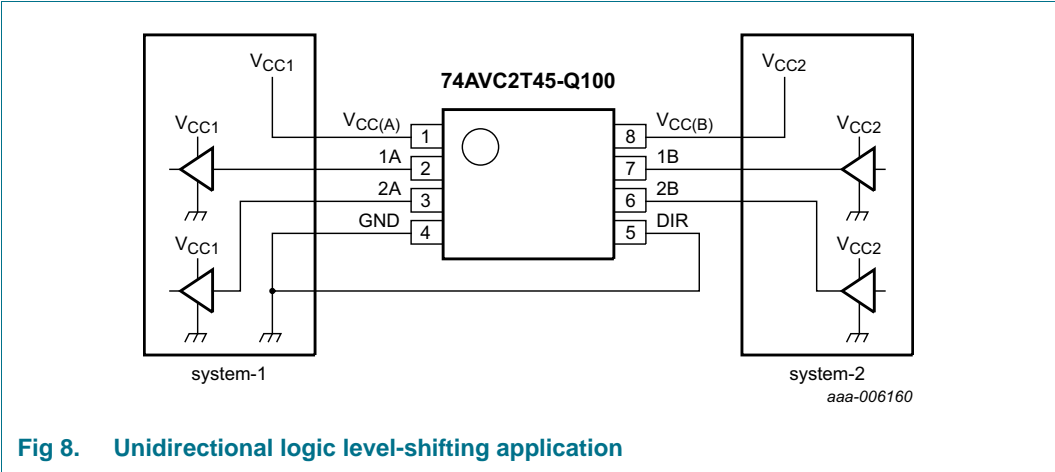 74AVC2T45-Q100
VCC1
VCC2
VCC(A)
1
8
VCC(B)
VCC1
VCC2
1A
2
7
1B
2A
3
6
2B
GND
4
5
DIR
VCC1
VCC2
system-1
system-2
aaa-006160
Fig 8. Unidirectional logic level-shifting application